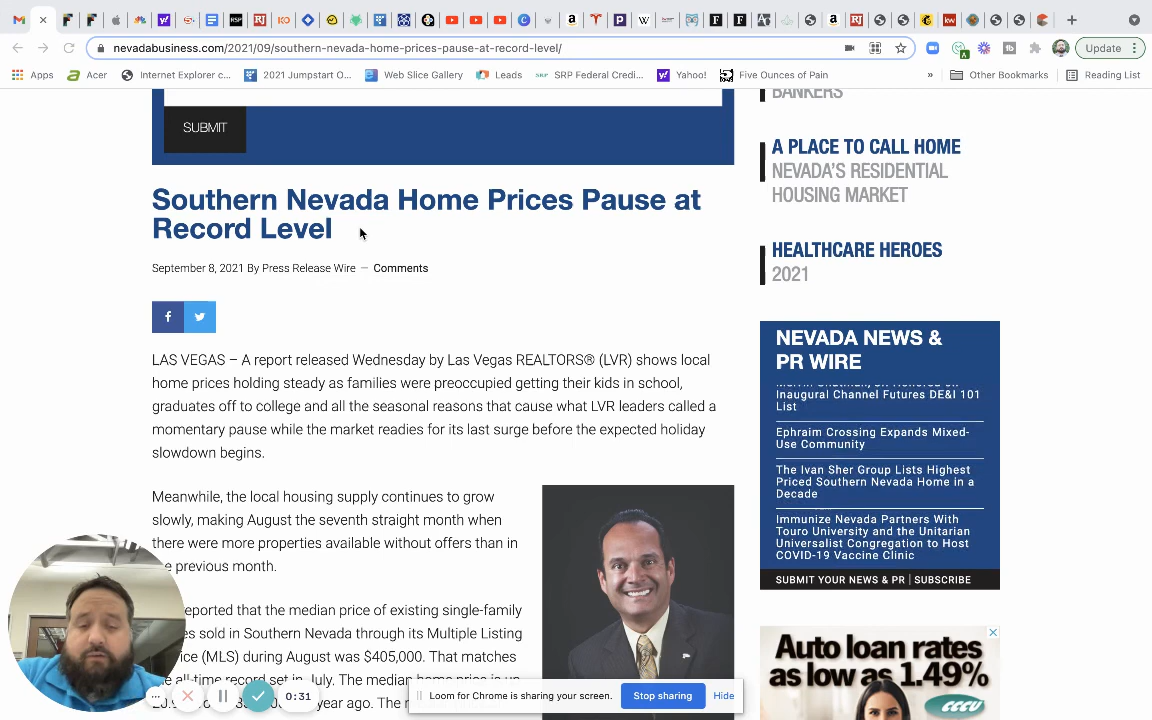 nevadabusiness.com/2021/09/southern-nevada-home-prices-pause-at-record-level/
Update
Apps
Acer
Internet Explorer c...
2021 Jumpstart O...
Web Slice Gallery
Leads
SRP Federal Credi...
Yahoo!
Five Ounces of Pain
»
Other Bookmarks
Reading List
SUBMIT
Southern Nevada Home Prices Pause at
Record Level
September 8, 2021 By Press Release Wire — Comments
LAS VEGAS – A report released Wednesday by Las Vegas REALTORS® (LVR) shows local
home prices holding steady as families were preoccupied getting their kids in school,
graduates off to college and all the seasonal reasons that cause what LVR leaders called a
momentary pause while the market readies for its last surge before the expected holiday
slowdown begins.
Meanwhile, the local housing supply continues to grow
slowly, making August the seventh straight month when
there were more properties available without offers than in
previous month.
eported that the median price of existing single-family
es sold in Southern Nevada through its Multiple Listing
ice (MLS) during August was $405,000. That matches
all-time record set in July. The median home price is up
year ago. The
BANKERS
A PLACE TO CALL HOME
NEVADA'S RESIDENTIAL
HOUSING MARKET
HEALTHCARE HEROES
2021
NEVADA NEWS &
PR WIRE
Inaugural Channel Futures DE&I 101
List
Ephraim Crossing Expands Mixed-
Use Community
The Ivan Sher Group Lists Highest
Priced Southern Nevada Home in a
Decade
Immunize Nevada Partners With
Touro University and the Unitarian
Universalist Congregation to Host
COVID-19 Vaccine Clinic
SUBMIT YOUR NEWS & PR | SUBSCRIBE
Auto loan rates
as low as 1.49%
CCCU
0:31
Loom for Chrome is sharing your screen.
Stop sharing
Hide